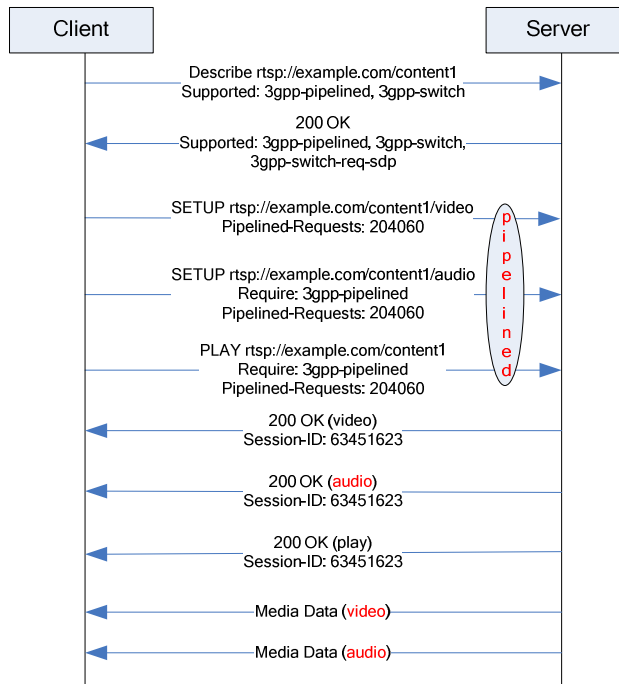 Client
Server
Describe rtsp://example.com/content1
Supported: 3gpp-pipelined, 3gpp-switch
200 OK
Supported: 3gpp-pipelined, 3gpp-switch,
3gpp-switch-req-sdp
SETUP rtsp://example.com/content1/video
Pipelined-Requests: 204060
SETUP rtsp://example.com/content1/audio
Require: 3gpp-pipelined
Pipelined-Requests: 204060
PLAY rtsp://example.com/content1
Require: 3gpp-pipelined
Pipelined-Requests: 204060
pipelined
200 OK (video)
Session-ID: 63451623
200 OK (audio)
Session-ID: 63451623
200 OK (play)
Session-ID: 63451623
Media Data (video)
Media Data (audio)